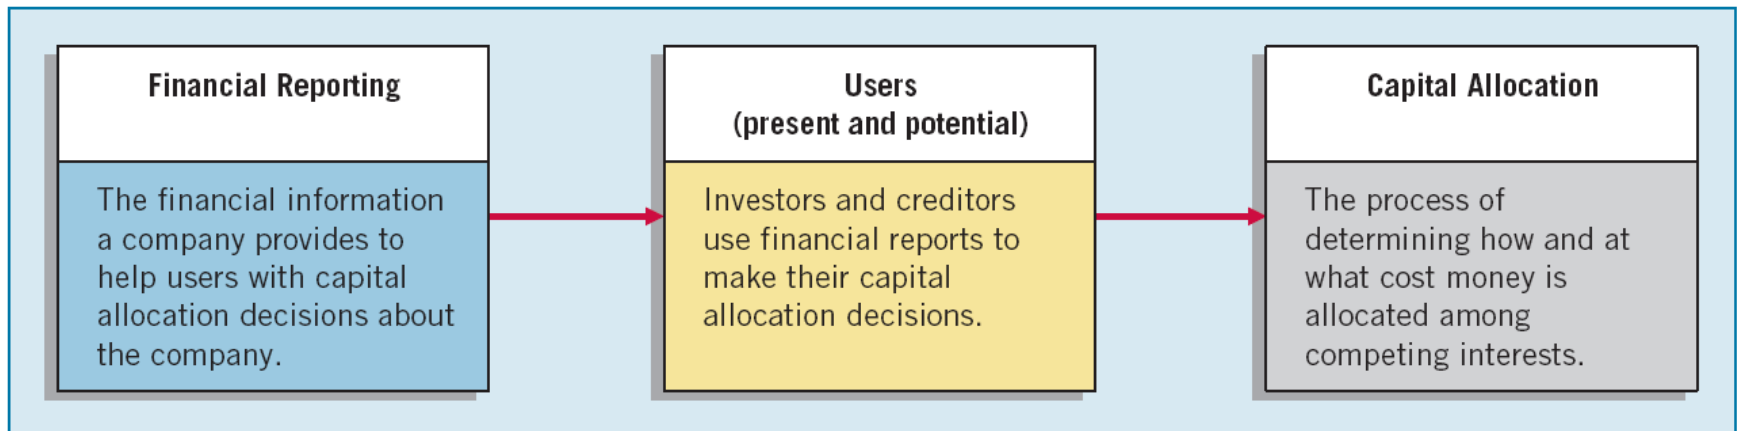 Financial Reporting
The financial information
a company provides to
help users with capital
allocation decisions about
the company.
Users
(present and potential)
Investors and creditors
use financial reports to
make their capital
allocation decisions.
Capital Allocation
The process of
determining how and at
what cost money is
allocated among
competing interests.